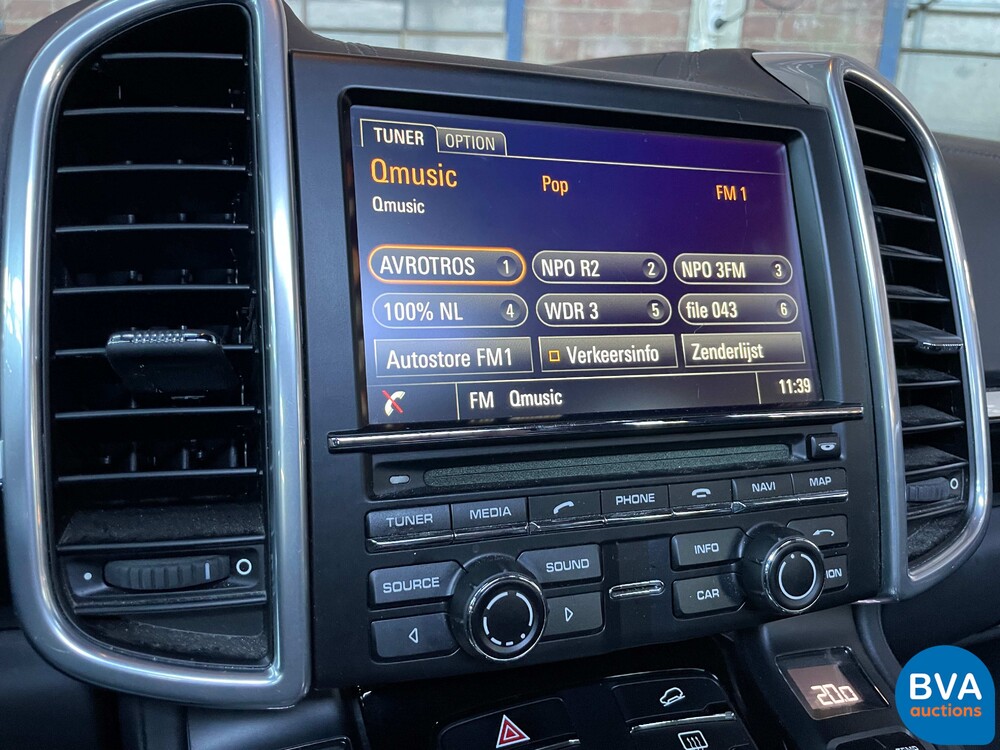 TUNER OPTION
Qmusic Pop FM 1
Qmusic
AVROTROS 1 NPO R2 2 NPO 3FM 3
100% NL 4 WDR 3 5 file 043 6
Autostore FM1 Verkeersinfo Zenderlijst
FM Qmusic 11:39
TUNER MEDIA PHONE NAVI MAP
SOURCE SOUND INFO
CAR
20.0
BVA
auctions